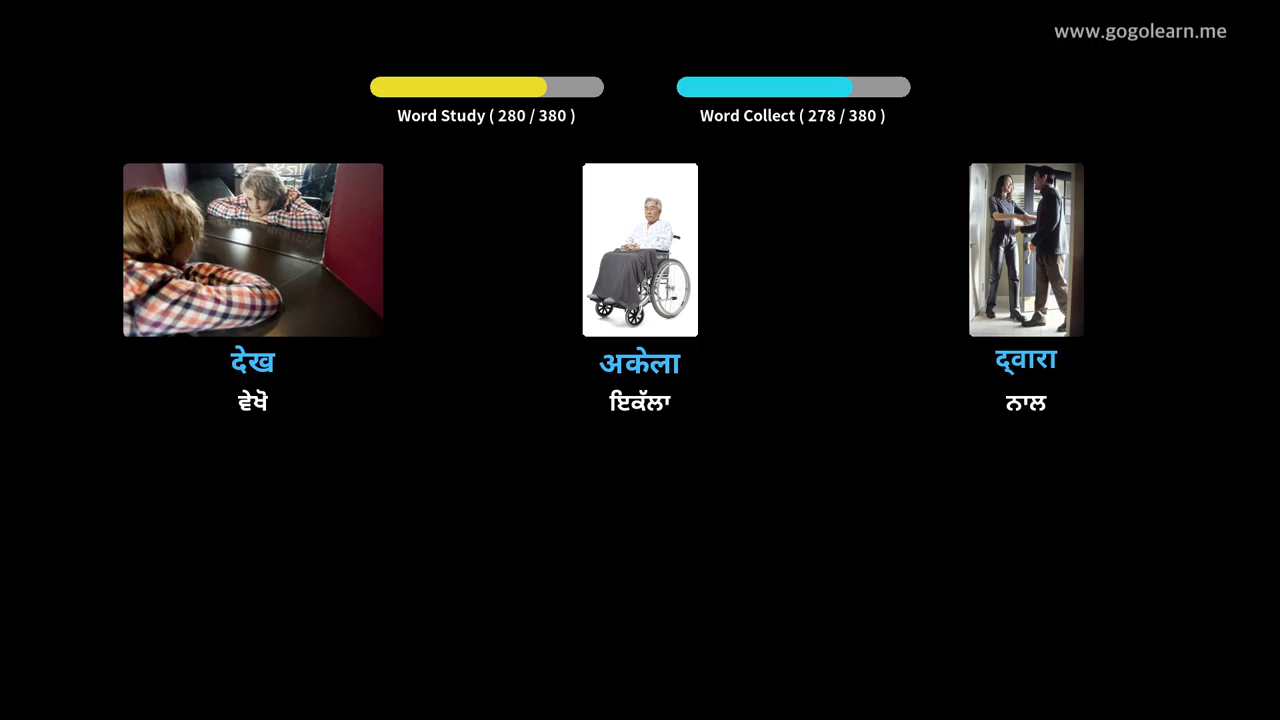 www.gogolearn.me
Word Study ( 280 / 380 )
Word Collect ( 278 / 380 )
देख
अकेला
द्वारा
ਵੇਖੋ
ਇਕੱਲਾ
ਨਾਲ